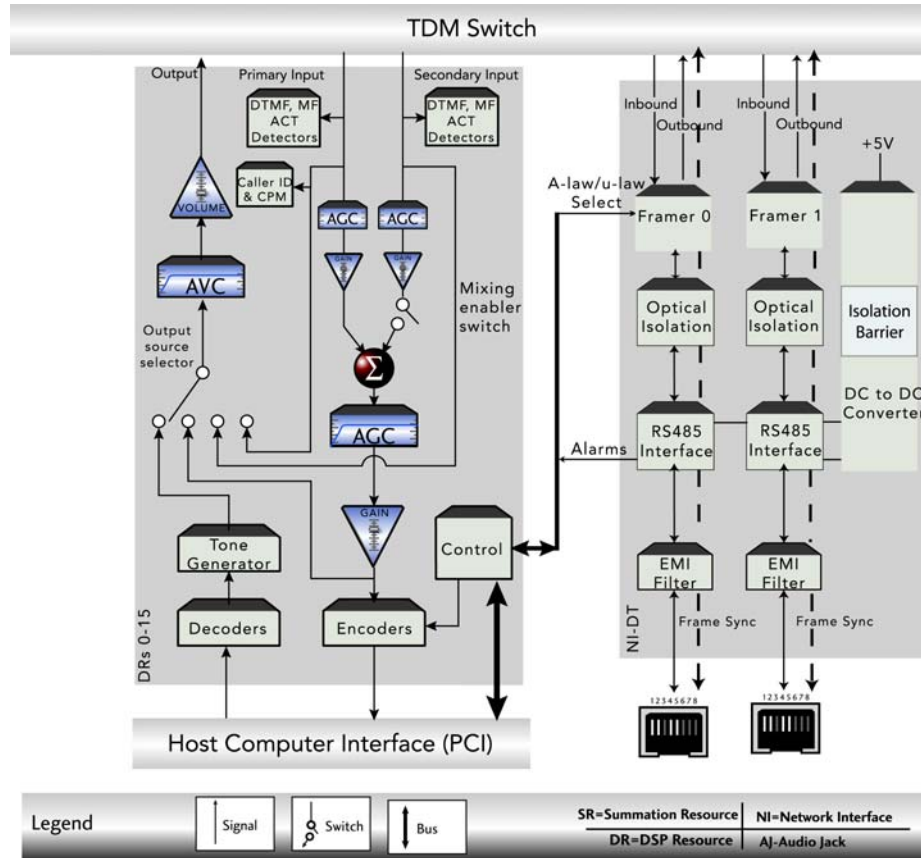 TDM Switch
Output
Primary Input
Secondary Input
DTMF, MF
ACT
Detectors
DTMF, MF
ACT
Detectors
Caller ID
& CPM
VOLUME
AGC
AGC
GAIN
GAIN
AVC
Mixing
enabler
switch
Output
source
selector
Σ
AGC
GAIN
Tone
Generator
Control
Decoders
Encoders
DRs 0-15
Host Computer Interface (PCI)
Inbound
Outbound
Inbound
Outbound
+5V
A-law/u-law
Select
Framer 0
Framer 1
Optical
Isolation
Optical
Isolation
Isolation
Barrier
DC to DC
Converter
RS485
Interface
RS485
Interface
Alarms
EMI
Filter
EMI
Filter
Frame Sync
Frame Sync
NI-DT
12345678
12345678
Legend
Signal
Switch
Bus
SR=Summation Resource
NI=Network Interface
DR=DSP Resource
AJ-Audio Jack